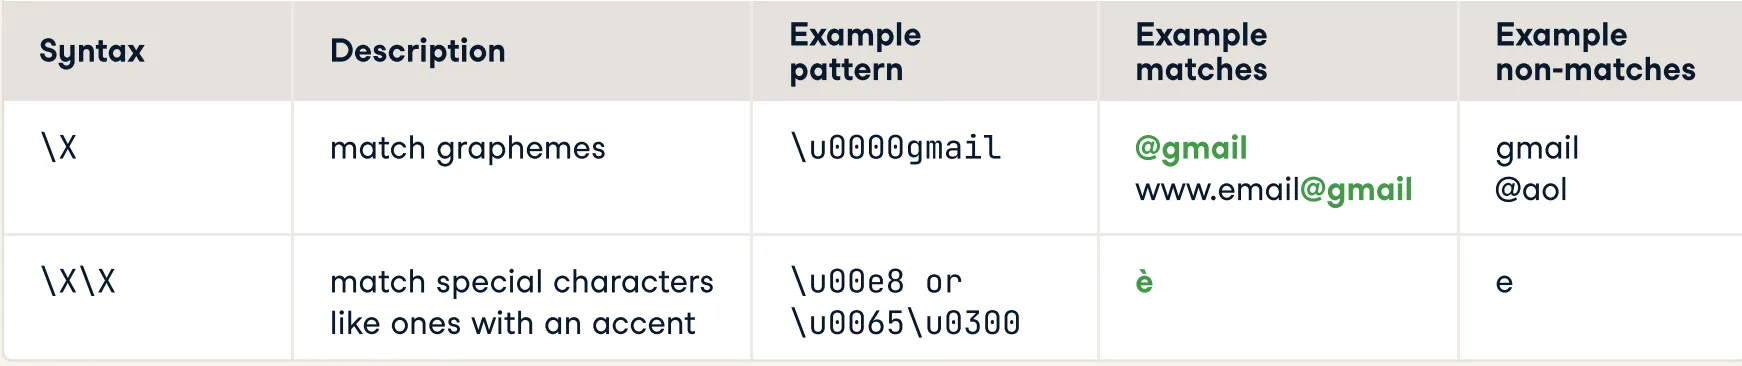 Syntax
Description
Example
pattern
Example
matches
Example
non-matches
\X
match graphemes
\u0000gmail
@gmail
www.email@gmail
gmail
@aol
\X\X
match special characters
like ones with an accent
\u00e8 or
\u0065\u0300
è
e